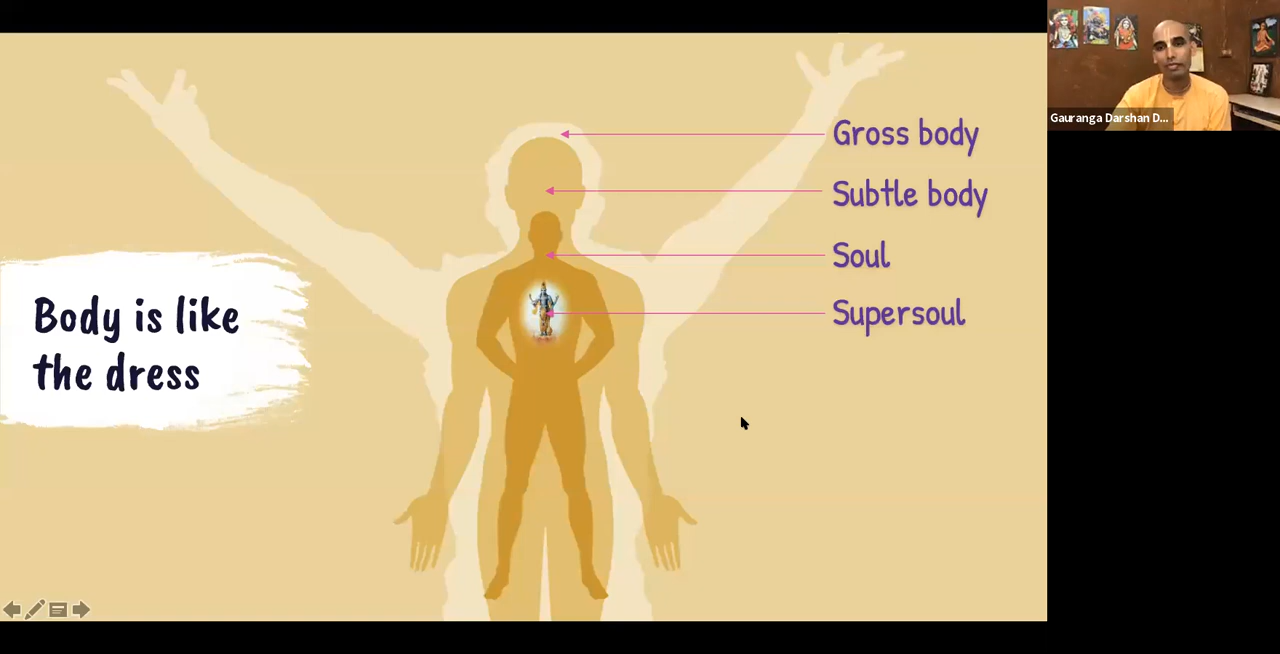 Gross body
Subtle body
Soul
Supersoul
Body is like
the dress
Gauranga Darshan D...